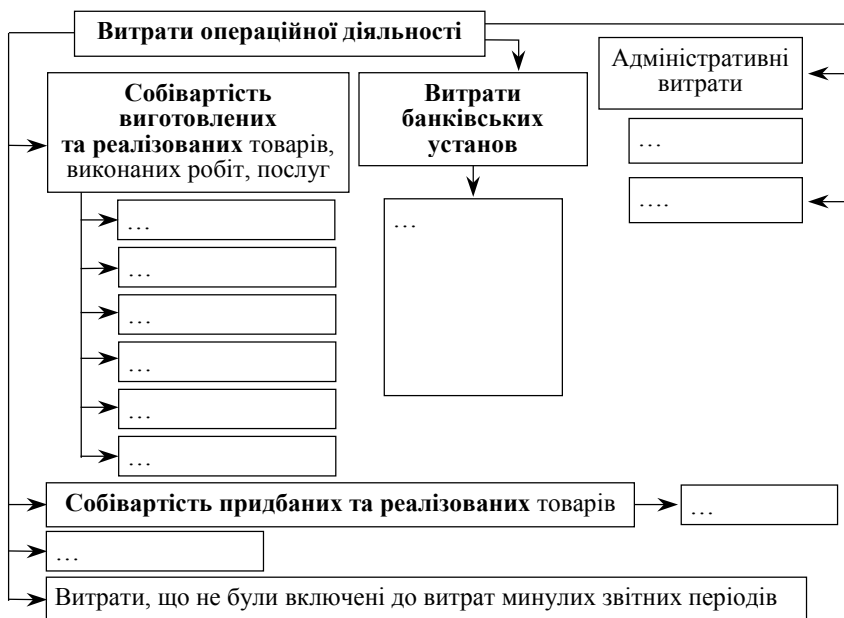 Витрати операційної діяльності
Собівартість
виготовлених
та реалізованих товарів,
виконаних робіт, послуг
…
…
…
…
…
…
Витрати
банківських
установ
…
Адміністративні
витрати
…
….
Собівартість придбаних та реалізованих товарів
…
…
Витрати, що не були включені до витрат минулих звітних періодів